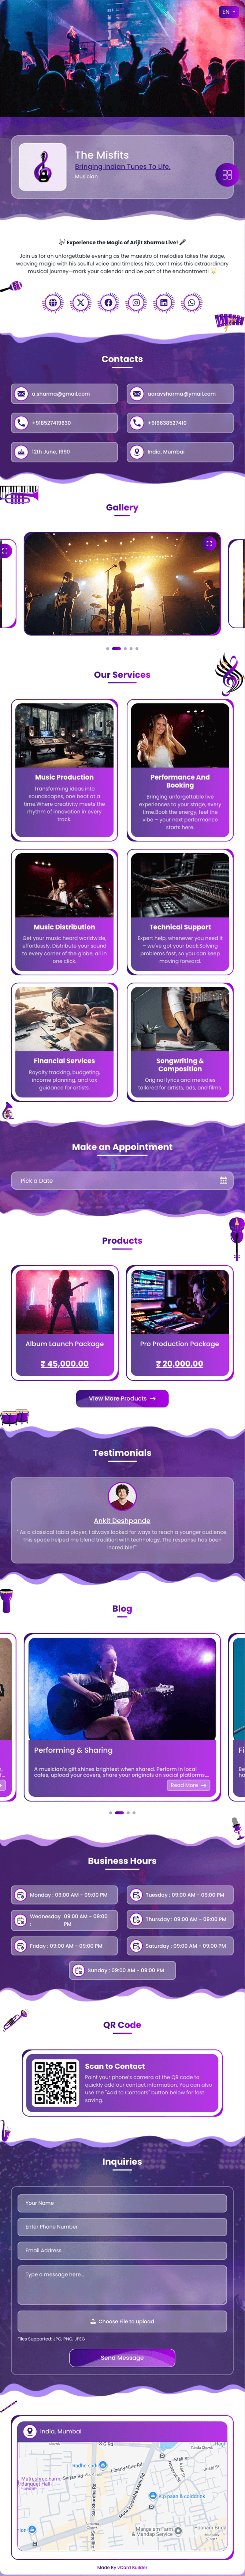 EN
The Misfits
Bringing Indian Tunes To Life.
Musician
Experience the Magic of Arijit Sharma Live!
Join us for an unforgettable evening as the maestro of melodies takes the stage,
weaving magic with his soulful voice and timeless hits. Don't miss this extraordinary
musical journey—mark your calendars and be part of the enchantment!
Contacts
a.sharma@gmail.com
aaravsharma@ymail.com
+918527419630
+919638527410
12th June, 1990
India, Mumbai
Gallery
Our Services
Music Production
Transforming ideas into
soundscapes, one beat at a
time.Where creativity meets the
rhythm of innovation in every
track.
Performance And
Booking
Bringing unforgettable live
experiences to your stage, every
time.Book the energy, feel the
vibe – your next performance
starts here.
Music Distribution
Get your music heard worldwide,
effortlessly. Distribute your sound
to every corner of the globe, all in
one click.
Technical Support
Expert help, whenever you need it
– we've got your back.Solving
problems fast, so you can keep
moving forward.
Financial Services
Royalty tracking, budgeting,
income planning, and tax
guidance for artists.
Songwriting &
Composition
Original lyrics and melodies
tailored for artists, ads, and films.
Make an Appointment
Pick a Date
Products
Album Launch Package
₹ 45,000.00
Pro Production Package
₹ 20,000.00
View More Products →
Testimonials
Ankit Deshpande
"As a classical tabla player, I always looked for ways to reach a younger audience.
This space helped me blend tradition with technology. The response has been
incredible!"
Blog
Performing & Sharing
A musician's gift shines brightest when shared. Perform in local
cafes, upload your covers, share your originals on social platforms,...
Read More →
Fi
Business Hours
Monday : 09:00 AM - 09:00 PM
Tuesday : 09:00 AM - 09:00 PM
Wednesday : 09:00 AM - 09:00 PM
Thursday : 09:00 AM - 09:00 PM
Friday : 09:00 AM - 09:00 PM
Saturday : 09:00 AM - 09:00 PM
Sunday : 09:00 AM - 09:00 PM
QR Code
Scan to Contact
Point your phone's camera at the QR code to
quickly add our contact information. You can also
use the "Add to Contacts" button below for fast
saving.
Inquiries
Your Name
Enter Phone Number
Email Address
Type a message here...
Choose File to upload
Files Supported: JPG, PNG, JPEG
Send Message
India, Mumbai
Made By vCard Builder